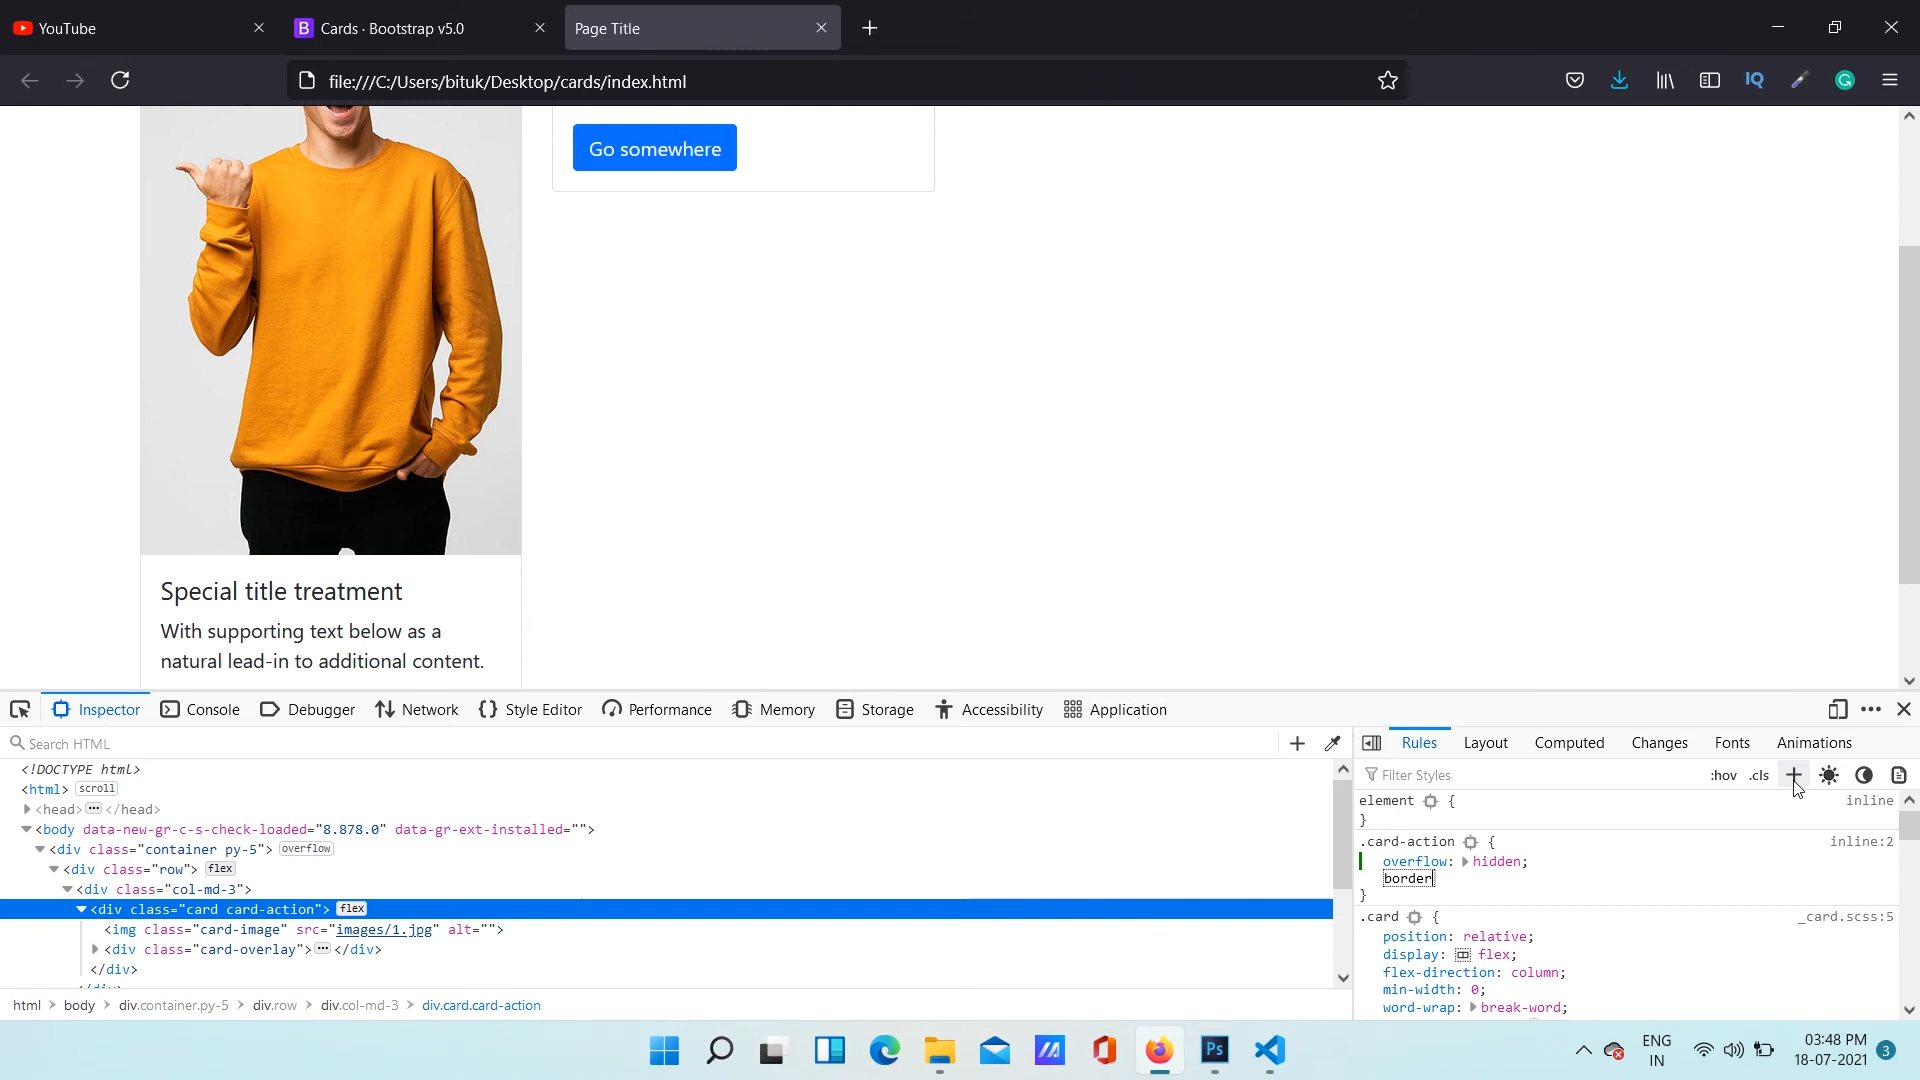 YouTube
B Cards · Bootstrap v5.0
Page Title
file:///C:/Users/bituk/Desktop/cards/index.html
IQ
G
Go somewhere
Special title treatment
With supporting text below as a
natural lead-in to additional content.
Inspector Console Debugger Network Style Editor Performance Memory Storage Accessibility Application
Search HTML
Rules Layout Computed Changes Fonts Animations
Filter Styles
:hov .cls
<!DOCTYPE html>
<html> scroll
<head> ••• </head>
<body data-new-gr-c-s-check-loaded="8.878.0" data-gr-ext-installed="">
<div class="container py-5"> overflow
<div class="row"> flex
<div class="col-md-3">
<div class="card card-action"> flex
<img class="card-image" src="images/1.jpg" alt="">
<div class="card-overlay"> ••• </div>
</div>
</div>
element { inline
}
.card-action { inline:2
overflow: hidden;
border
}
.card { _card.scss:5
position: relative;
display: flex;
flex-direction: column;
min-width: 0;
word-wrap: break-word;
html > body > div.container.py-5 > div.row > div.col-md-3 > div.card.card-action
Ps
ENG
IN
03:48 PM
18-07-2021
3